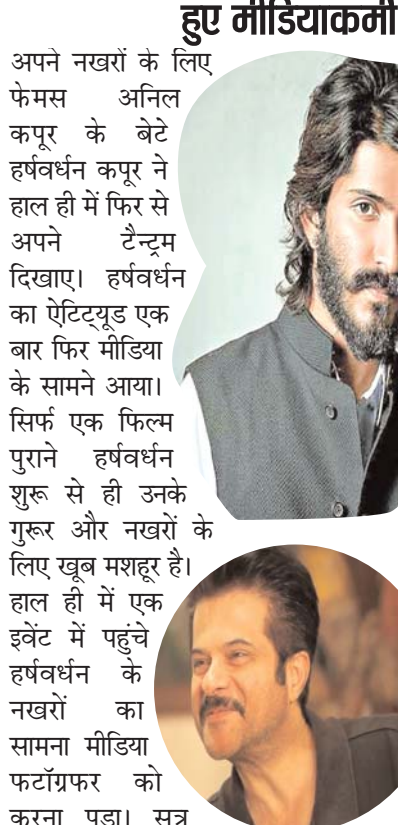 हुए मीडियाकर्मी
अपने नखरों के लिए
फेमस अनिल
कपूर के बेटे
हर्षवर्धन कपूर ने
हाल ही में फिर से
अपने टैन्ट्रम
दिखाए। हर्षवर्धन
का ऐटिट्यूड एक
बार फिर मीडिया
के सामने आया।
सिर्फ एक फिल्म
पुराने हर्षवर्धन
शुरू से ही उनके
गुरूर और नखरों के
लिए खूब मशहूर है।
हाल ही में एक
इवेंट में पहुंचे
हर्षवर्धन के
नखरों का
सामना मीडिया
फटॉग्रफर को
करना पड़ा। सूत्र